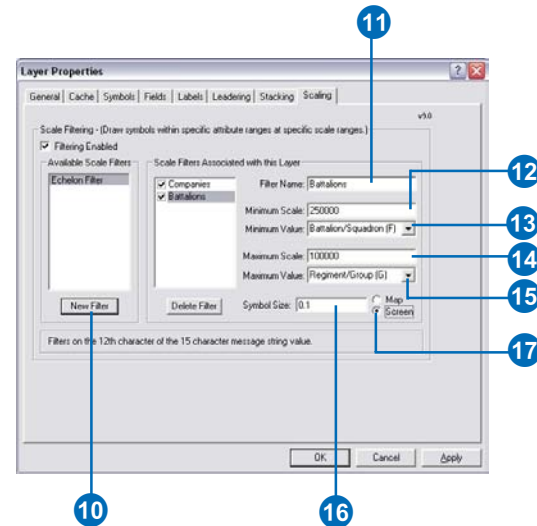 11
Layer Properties
General Cache Symbols Fields Labels Leadering Stacking Scaling
v9.0
Scale Filtering - (Draw symbols within specific attribute ranges at specific scale ranges.)
Filtering Enabled
Available Scale Filters
Echelon Filter
New Filter
Scale Filters Associated with this Layer
Companies
Battalions
Delete Filter
Filter Name: Battalions
Minimum Scale: 250000
Minimum Value: Battalion/Squadron (F)
Maximum Scale: 100000
Maximum Value: Regiment/Group (G)
Symbol Size: 0.1
Map
Screen
Filters on the 12th character of the 15 character message string value.
OK Cancel Apply
12
13
14
15
17
10
16